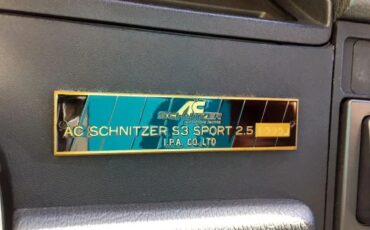 AC
SCHNITZER
AC SCHNITZER S3 SPORT 2.5
I.P.A. CO.,LTD